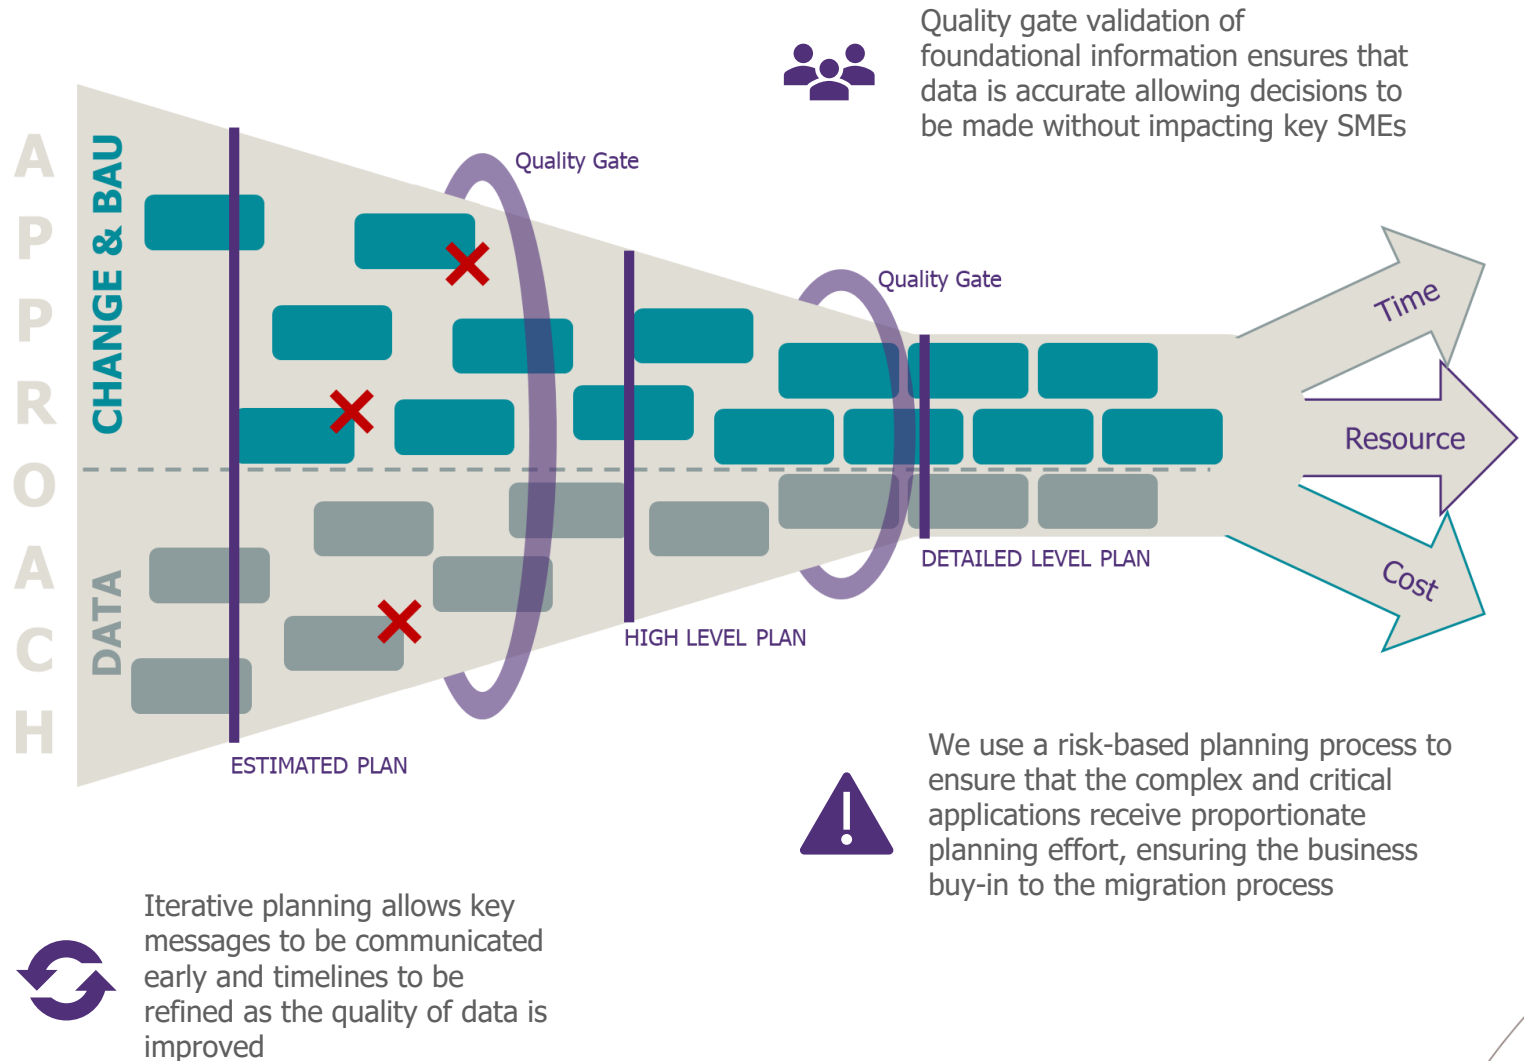 Quality gate validation of
foundational information ensures that
data is accurate allowing decisions to
be made without impacting key SMEs
APPROACH
CHANGE & BAU
DATA
Quality Gate
Quality Gate
Time
Resource
Cost
DETAILED LEVEL PLAN
HIGH LEVEL PLAN
ESTIMATED PLAN
We use a risk-based planning process to
ensure that the complex and critical
applications receive proportionate
planning effort, ensuring the business
buy-in to the migration process
Iterative planning allows key
messages to be communicated
early and timelines to be
refined as the quality of data is
improved